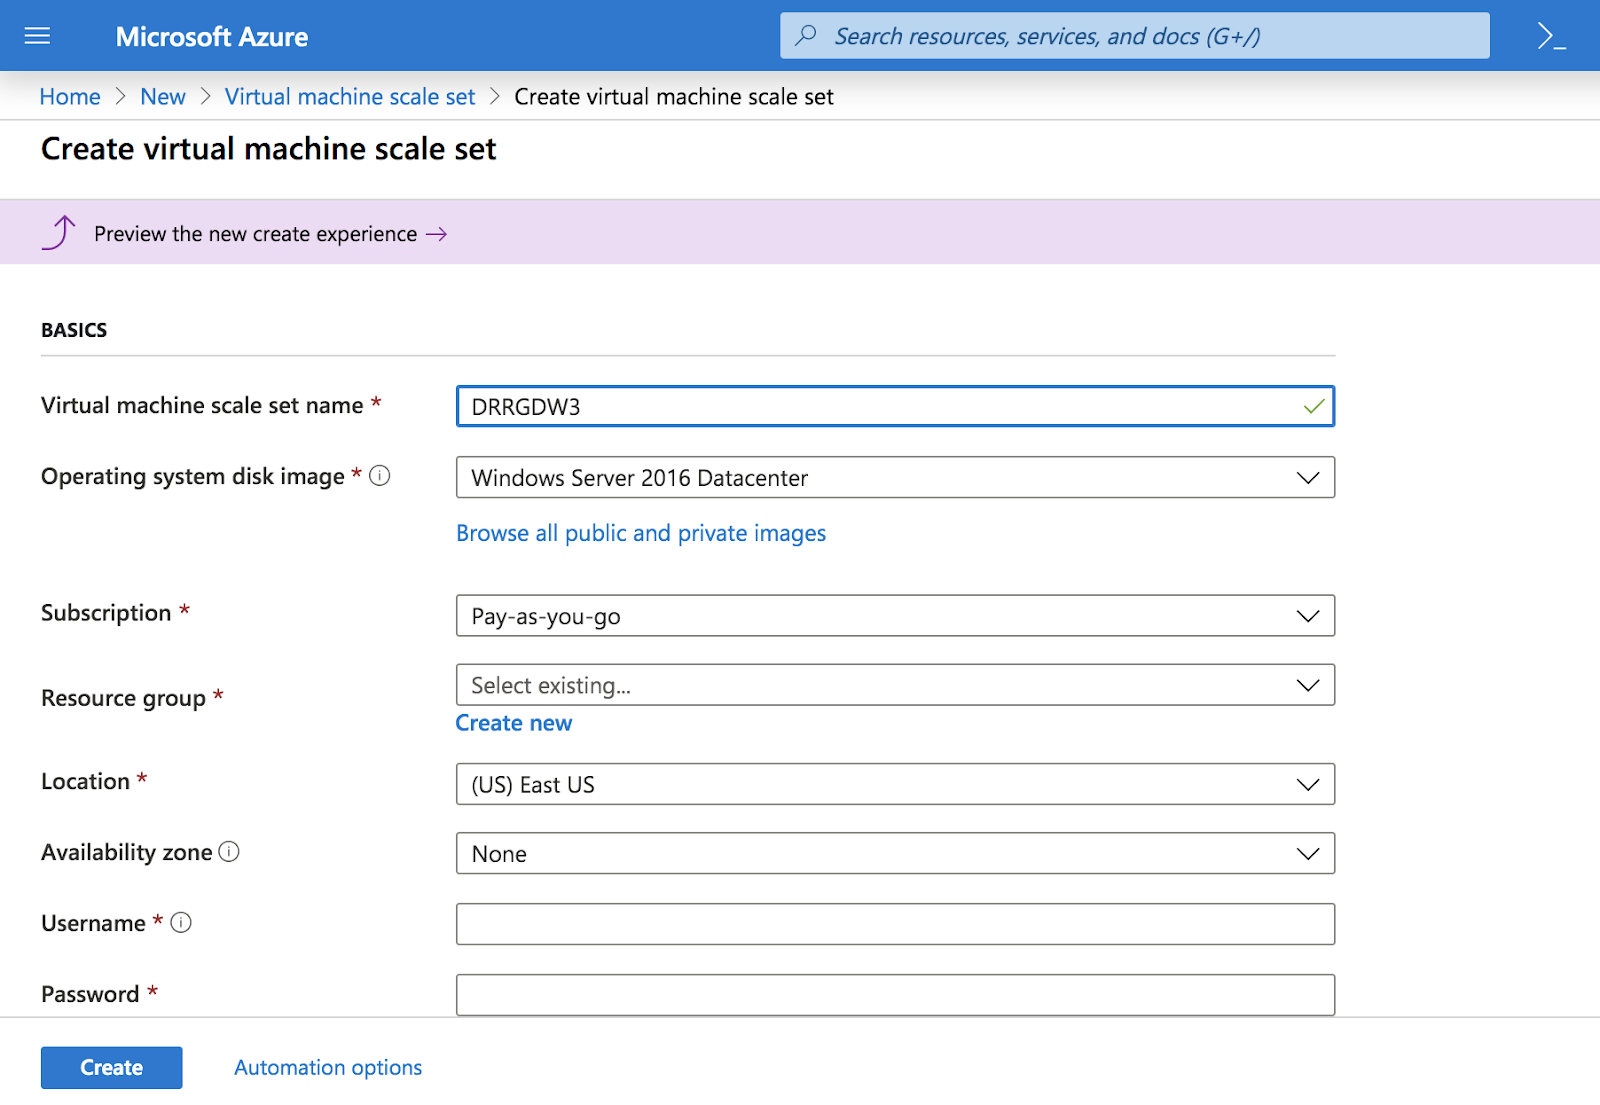 Microsoft Azure
Search resources, services, and docs (G+/)
Home > New > Virtual machine scale set > Create virtual machine scale set
Create virtual machine scale set
Preview the new create experience →
BASICS
Virtual machine scale set name * DRRGDW3
Operating system disk image * Windows Server 2016 Datacenter
Browse all public and private images
Subscription * Pay-as-you-go
Resource group * Select existing...
Create new
Location * (US) East US
Availability zone None
Username *
Password *
Create Automation options